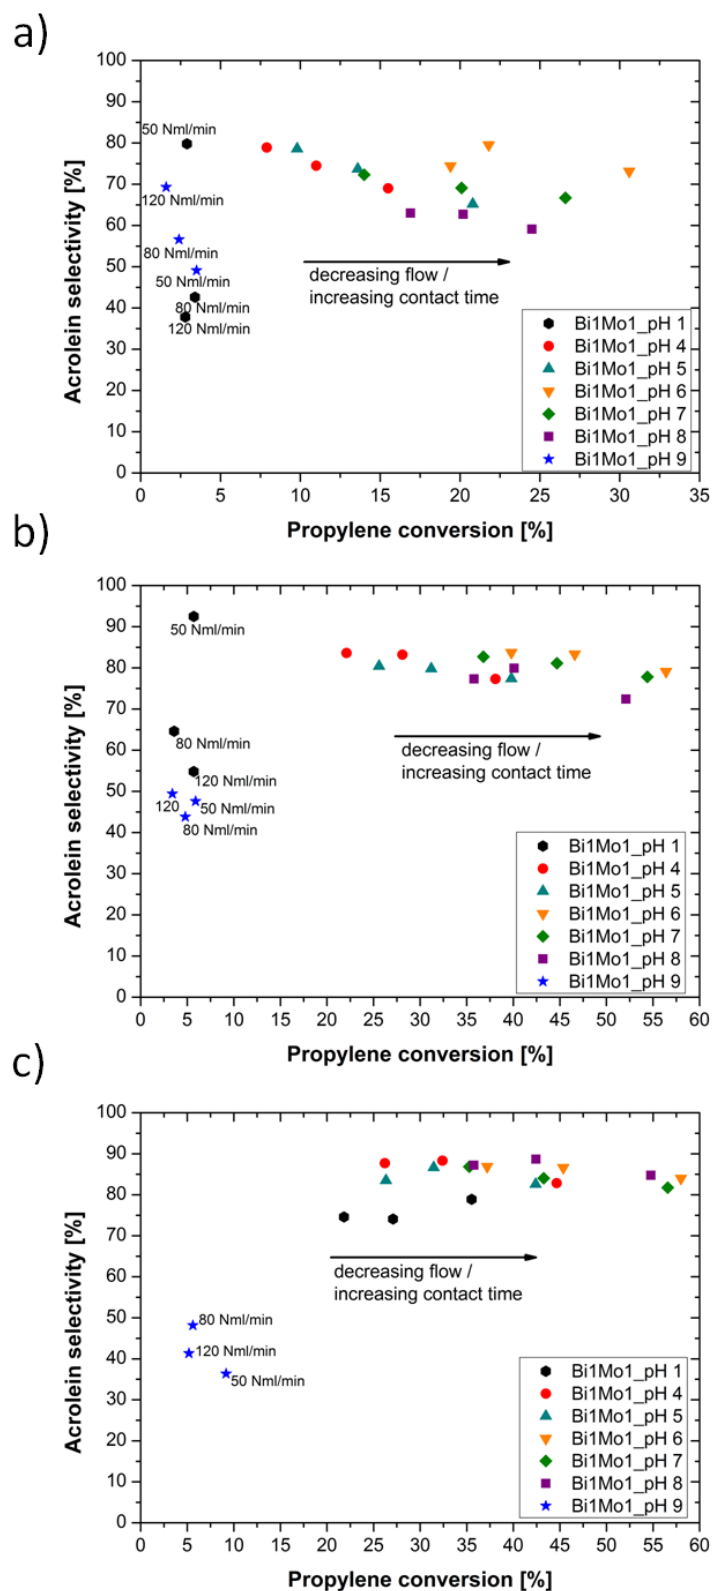 a)
100
90
80
70
60
50
40
30
20
10
0
Acrolein selectivity [%]
50 Nml/min
120 Nml/min
80 Nml/min
50 Nml/min
80 Nml/min
120 Nml/min
decreasing flow /
increasing contact time
Bi1Mo1_pH 1
Bi1Mo1_pH 4
Bi1Mo1_pH 5
Bi1Mo1_pH 6
Bi1Mo1_pH 7
Bi1Mo1_pH 8
Bi1Mo1_pH 9
0 5 10 15 20 25 30 35
Propylene conversion [%]
b)
100
90
80
70
60
50
40
30
20
10
0
Acrolein selectivity [%]
50 Nml/min
80 Nml/min
120 Nml/min
120
50 Nml/min
80 Nml/min
decreasing flow /
increasing contact time
Bi1Mo1_pH 1
Bi1Mo1_pH 4
Bi1Mo1_pH 5
Bi1Mo1_pH 6
Bi1Mo1_pH 7
Bi1Mo1_pH 8
Bi1Mo1_pH 9
0 5 10 15 20 25 30 35 40 45 50 55 60
Propylene conversion [%]
c)
100
90
80
70
60
50
40
30
20
10
0
Acrolein selectivity [%]
decreasing flow /
increasing contact time
80 Nml/min
120 Nml/min
50 Nml/min
Bi1Mo1_pH 1
Bi1Mo1_pH 4
Bi1Mo1_pH 5
Bi1Mo1_pH 6
Bi1Mo1_pH 7
Bi1Mo1_pH 8
Bi1Mo1_pH 9
0 5 10 15 20 25 30 35 40 45 50 55 60
Propylene conversion [%]